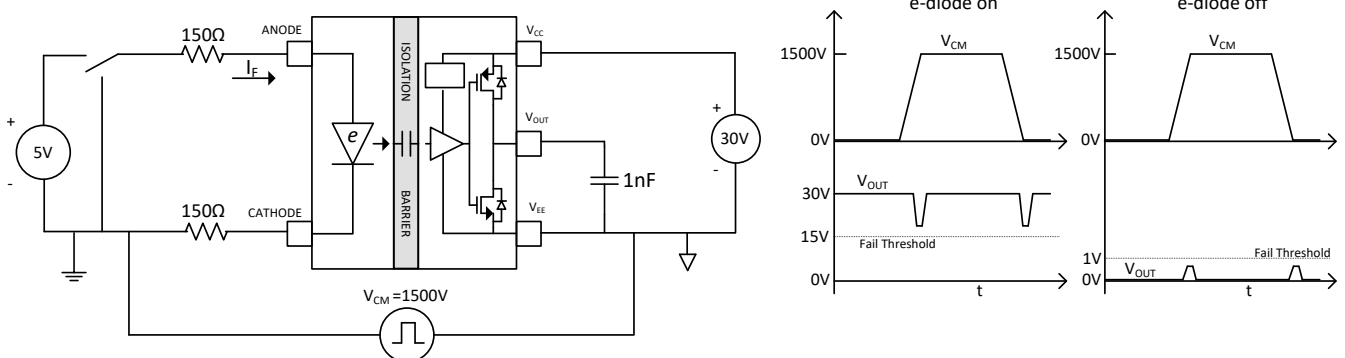 150Ω
I_F
+
5V
-
150Ω
ANODE
CATHODE
e
ISOLATION
BARRIER
V_CC
V_OUT
V_EE
1nF
+
30V
-
V_CM =1500V
e-diode on
1500V
V_CM
0V
30V
V_OUT
15V
Fail Threshold
0V
t
e-diode off
1500V
V_CM
0V
1V
Fail Threshold
0V
V_OUT
t